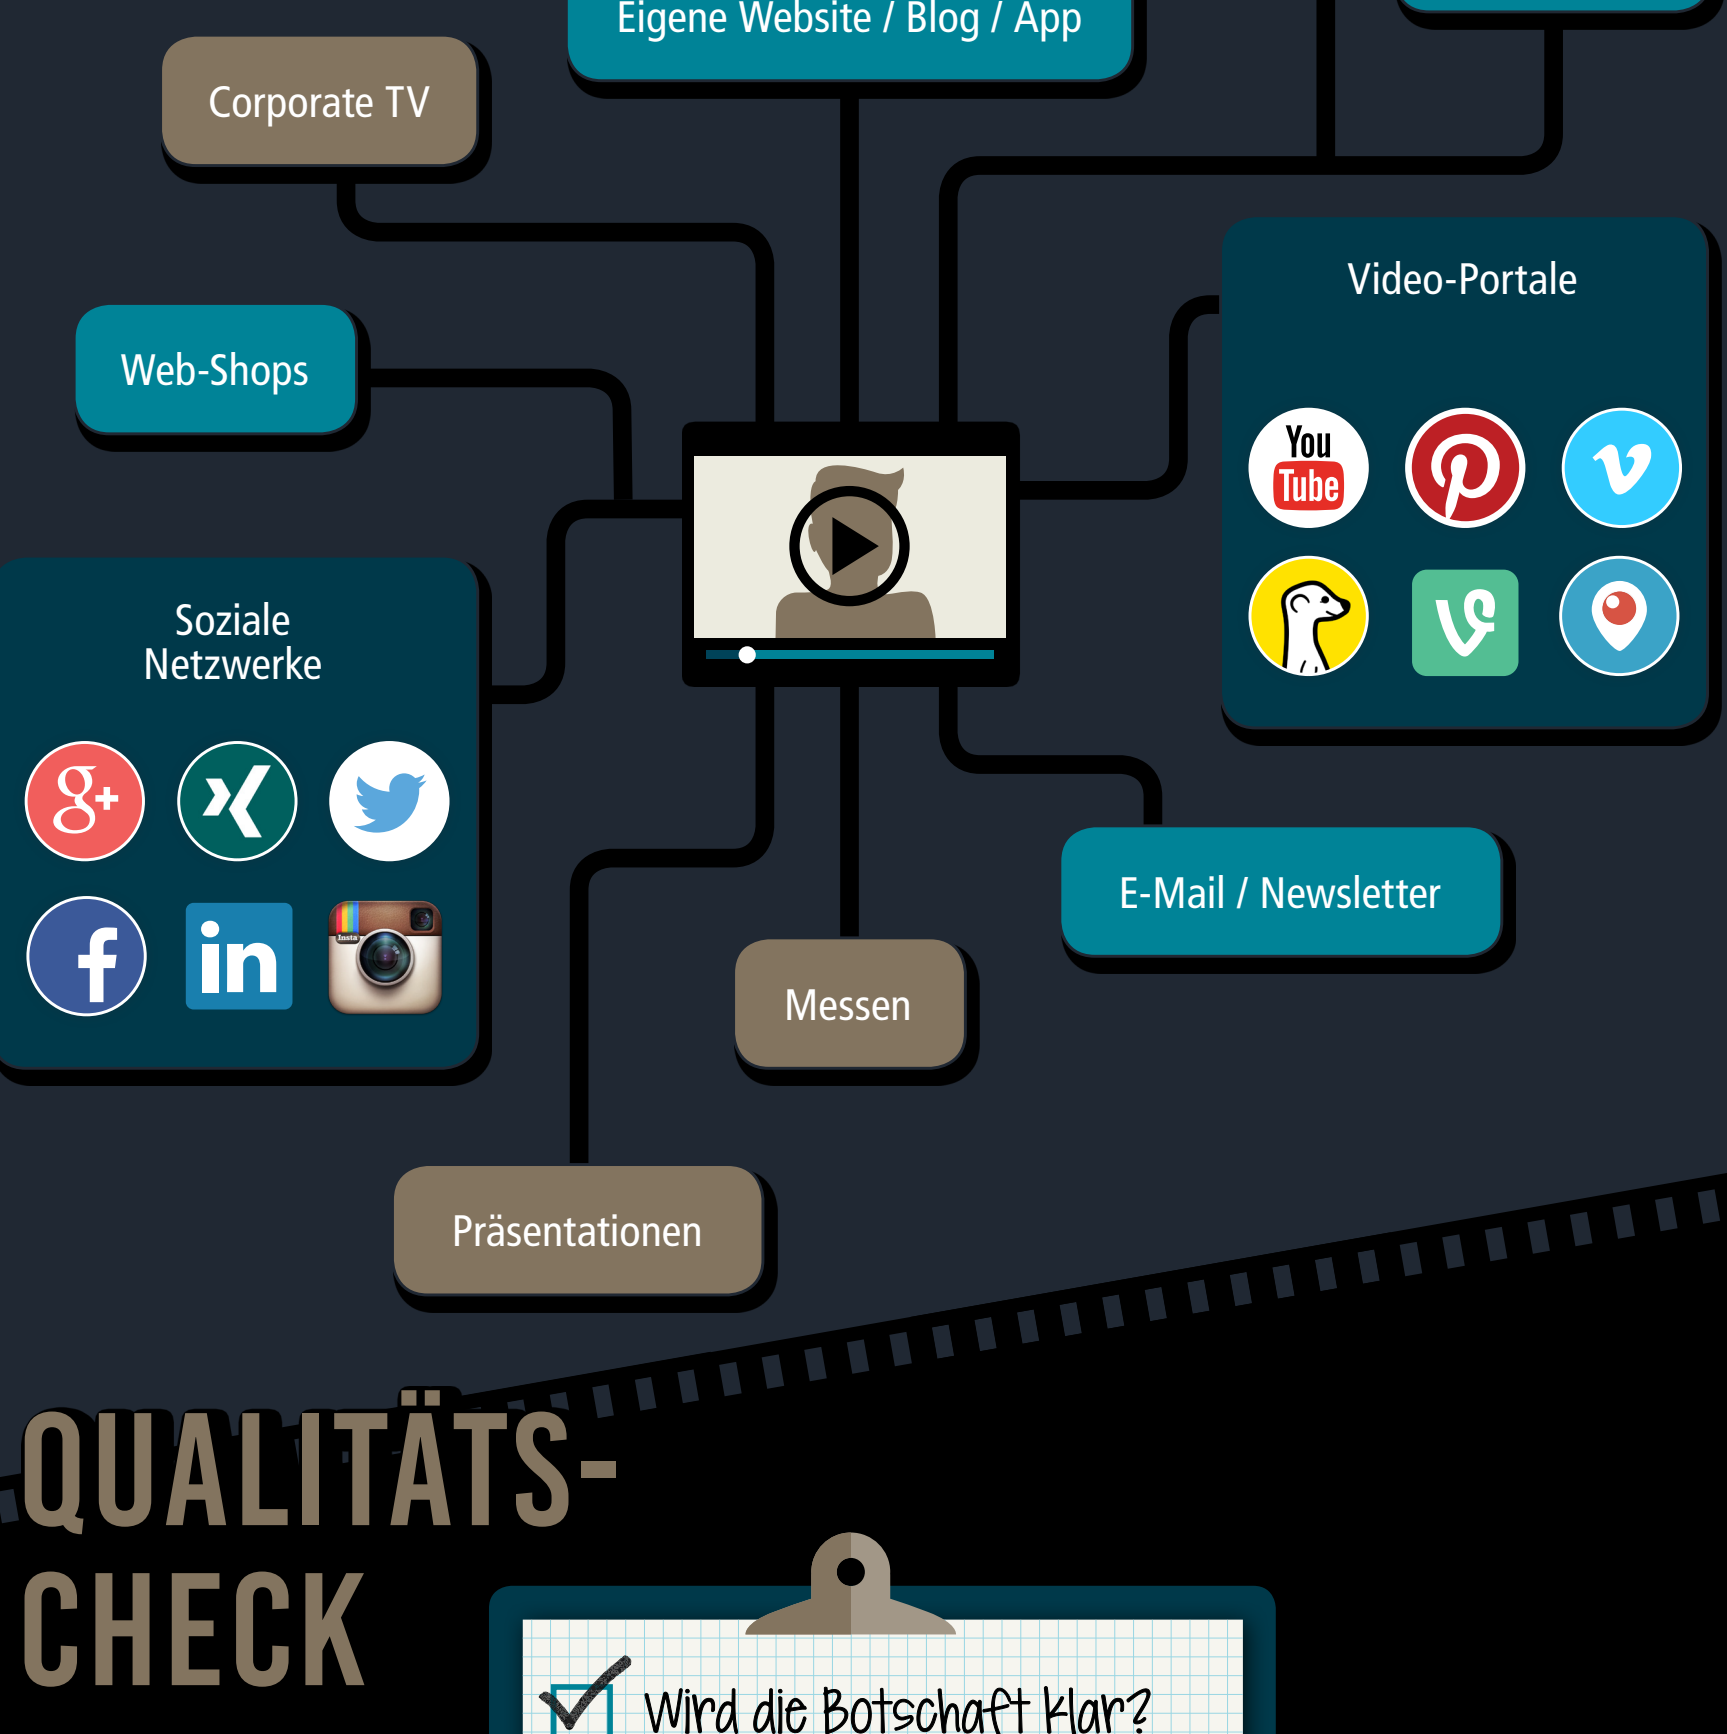 Eigene Website / Blog / App
Corporate TV
Video-Portale
Web-Shops
You
Tube
Soziale
Netzwerke
g+
in
Insta
E-Mail / Newsletter
Messen
Präsentationen
QUALITÄTS-
CHECK
Wird die Botschaft klar?